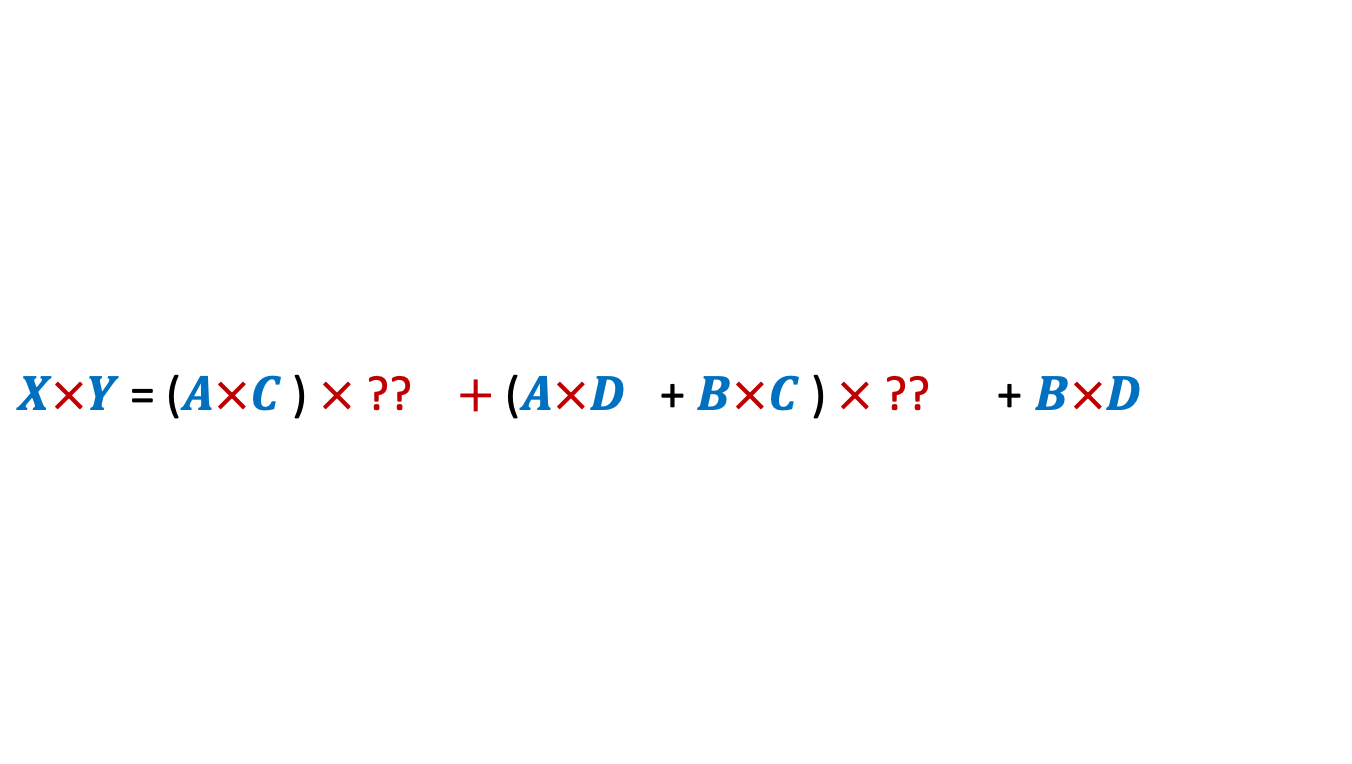 X×Y = (A×C ) × ?? + (A×D + B×C ) × ?? + B×D